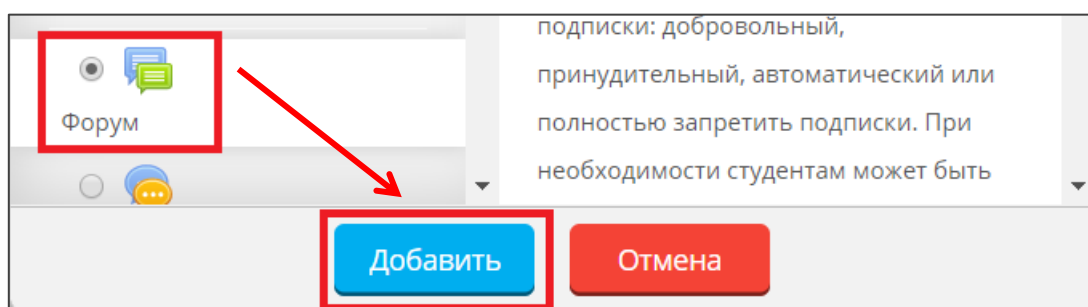 Форум
подписки: добровольный,
принудительный, автоматический или
полностью запретить подписки. При
необходимости студентам может быть
Добавить
Отмена